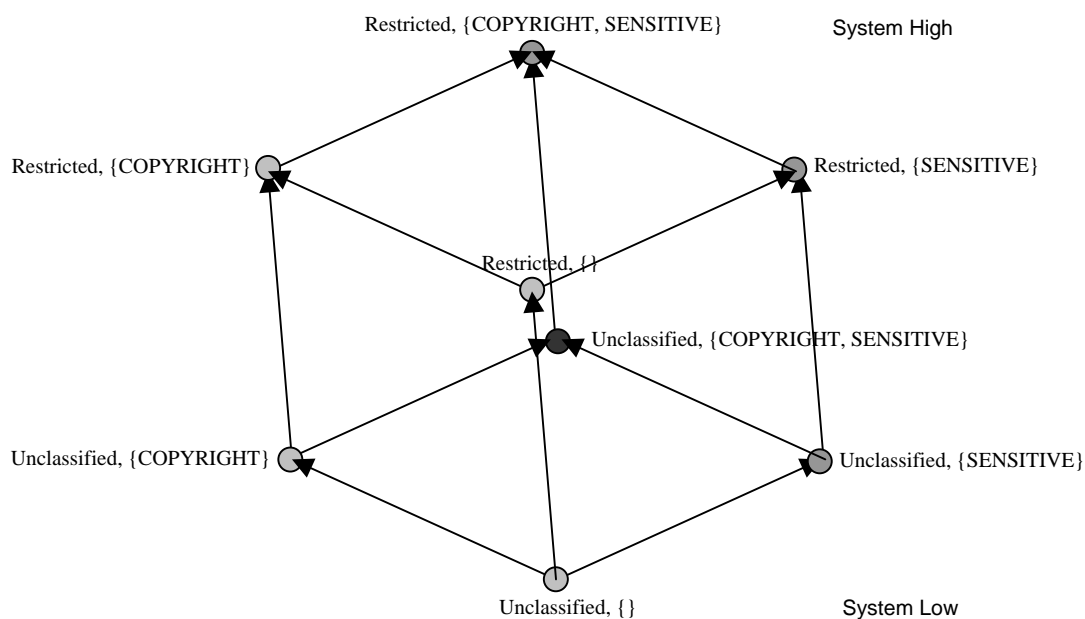 Restricted, {COPYRIGHT, SENSITIVE}
System High
Restricted, {COPYRIGHT}
Restricted, {SENSITIVE}
Restricted, {}
Unclassified, {COPYRIGHT, SENSITIVE}
Unclassified, {COPYRIGHT}
Unclassified, {SENSITIVE}
Unclassified, {}
System Low